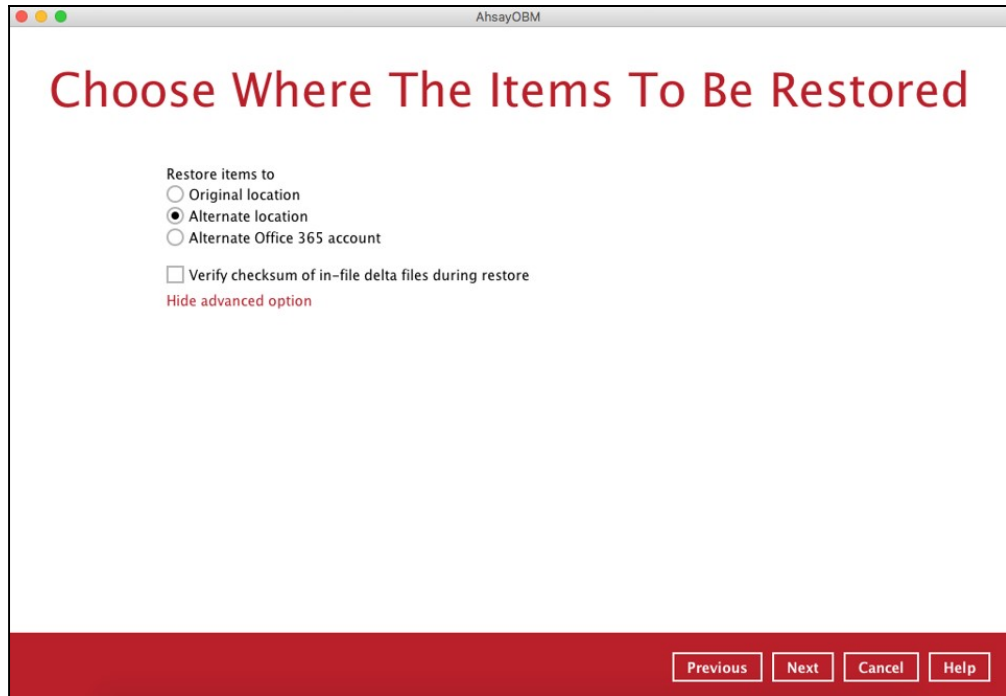 AhsayOBM
Choose Where The Items To Be Restored
Restore items to
Original location
Alternate location
Alternate Office 365 account
Verify checksum of in-file delta files during restore
Hide advanced option
Previous Next Cancel Help